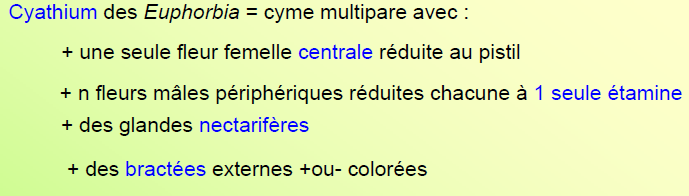 Cyathium des Euphorbia = cyme multipare avec :
+ une seule fleur femelle centrale réduite au pistil
+ n fleurs mâles périphériques réduites chacune à 1 seule étamine
+ des glandes nectarifères
+ des bractées externes +ou- colorées